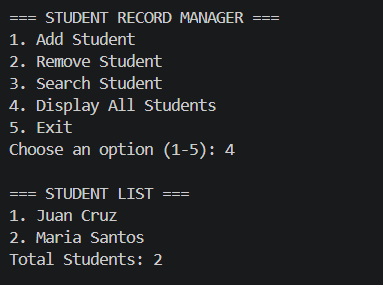 === STUDENT RECORD MANAGER ===
1. Add Student
2. Remove Student
3. Search Student
4. Display All Students
5. Exit
Choose an option (1-5): 4
=== STUDENT LIST ===
1. Juan Cruz
2. Maria Santos
Total Students: 2